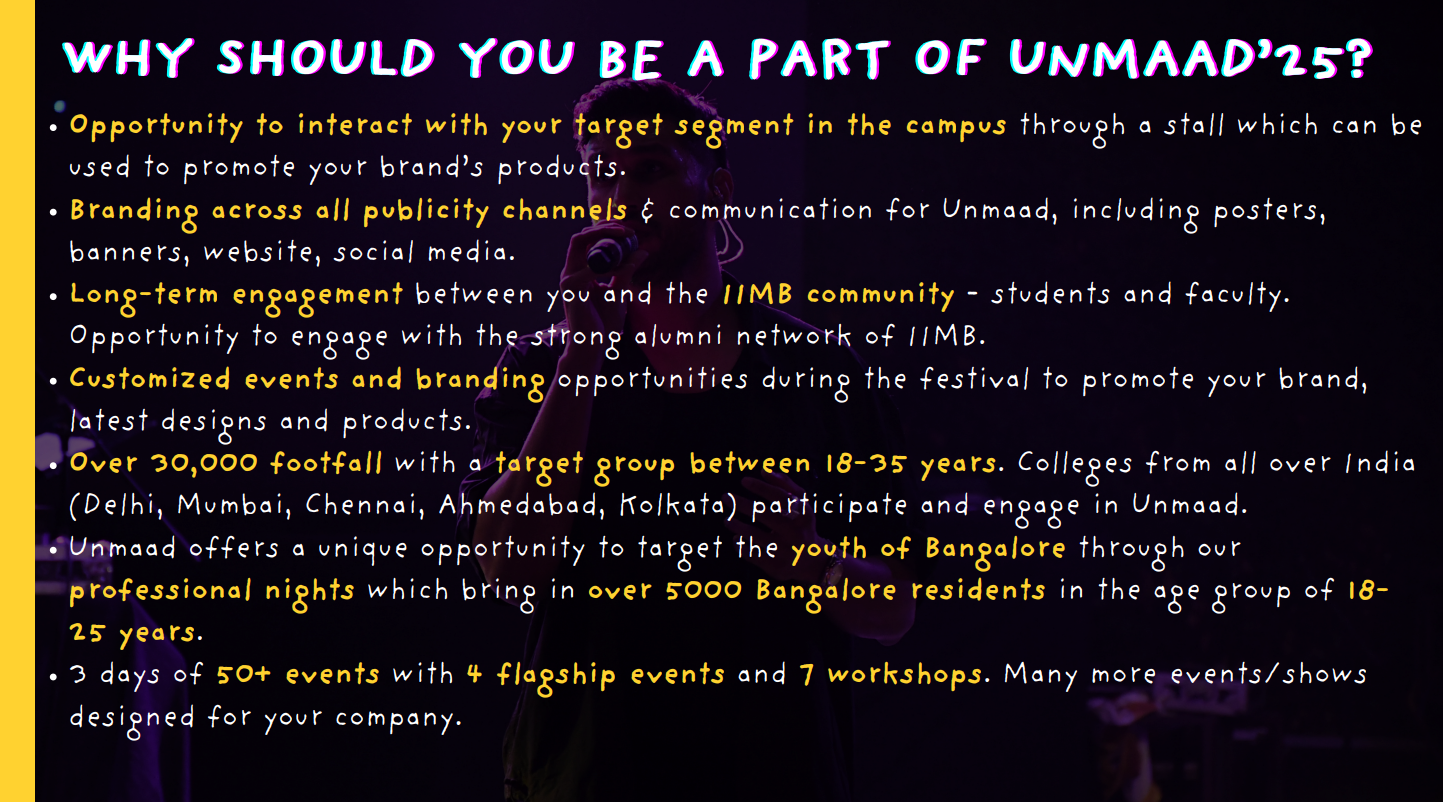 WHY SHOULD YOU BE A PART OF UNMAAD'25?
• Opportunity to interact with your target segment in the campus through a stall which can be
used to promote your brand's products.
• Branding across all publicity channels & communication for Unmaad, including posters,
banners, website, social media.
• Long-term engagement between you and the IIMB community - students and faculty.
Opportunity to engage with the strong alumni network of IIMB.
• Customized events and branding opportunities during the festival to promote your brand,
latest designs and products.
• Over 30,000 footfall with a target group between 18-35 years. Colleges from all over India
(Delhi, Mumbai, Chennai, Ahmedabad, Kolkata) participate and engage in Unmaad.
• Unmaad offers a unique opportunity to target the youth of Bangalore through our
professional nights which bring in over 5000 Bangalore residents in the age group of 18-
25 years.
• 3 days of 50+ events with 4 flagship events and 7 workshops. Many more events/shows
designed for your company.